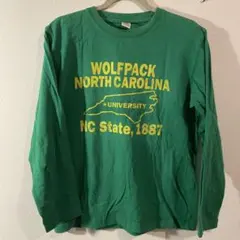 WOLFPACK
NORTH CAROLINA
UNIVERSITY
NC State, 1887